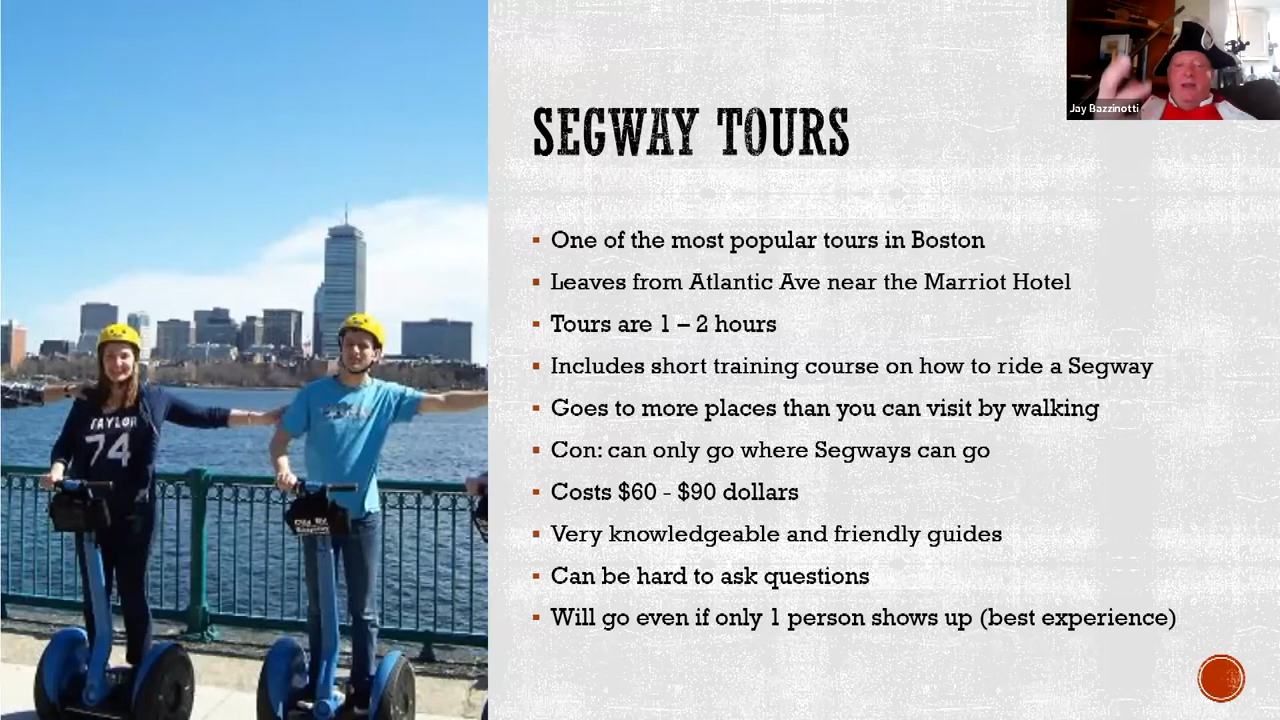 Jay Bazzinotti
SEGWAY TOURS
One of the most popular tours in Boston
Leaves from Atlantic Ave near the Marriot Hotel
Tours are 1 – 2 hours
Includes short training course on how to ride a Segway
Goes to more places than you can visit by walking
Con: can only go where Segways can go
Costs $60 - $90 dollars
Very knowledgeable and friendly guides
Can be hard to ask questions
Will go even if only 1 person shows up (best experience)
TAYLOR
74